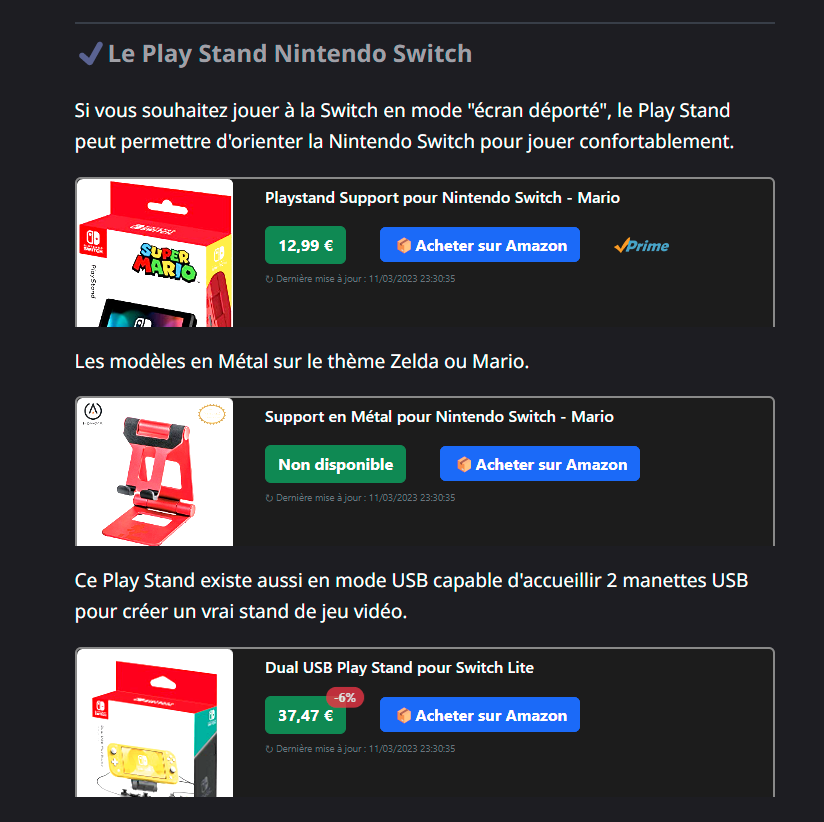 Le Play Stand Nintendo Switch
Si vous souhaitez jouer à la Switch en mode "écran déporté", le Play Stand
peut permettre d'orienter la Nintendo Switch pour jouer confortablement.
Playstand Support pour Nintendo Switch - Mario
12,99 €
Acheter sur Amazon
Prime
Dernière mise à jour : 11/03/2023 23:30:35
SUPER
MARIO
PlayStand
Les modèles en Métal sur le thème Zelda ou Mario.
Support en Métal pour Nintendo Switch - Mario
Non disponible
Acheter sur Amazon
Dernière mise à jour : 11/03/2023 23:30:35
Ce Play Stand existe aussi en mode USB capable d'accueillir 2 manettes USB
pour créer un vrai stand de jeu vidéo.
Dual USB Play Stand pour Switch Lite
-6%
37,47 €
Acheter sur Amazon
Dernière mise à jour : 11/03/2023 23:30:35